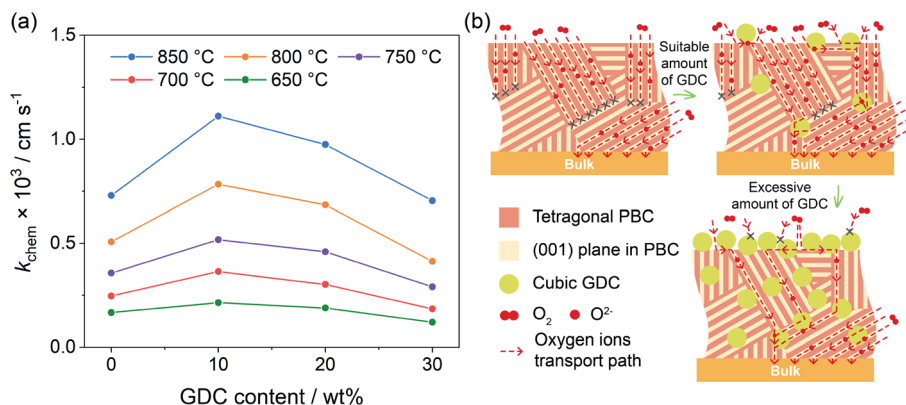 (a)
1.5
1.0
0.5
0.0
k_chem × 10³ / cm s⁻¹
850 °C
800 °C
750 °C
700 °C
650 °C
0
10
20
30
GDC content / wt%
(b)
Suitable
amount
of GDC
Bulk
Bulk
Excessive
amount of GDC
Tetragonal PBC
(001) plane in PBC
Cubic GDC
O₂
O²⁻
Oxygen ions
transport path
Bulk